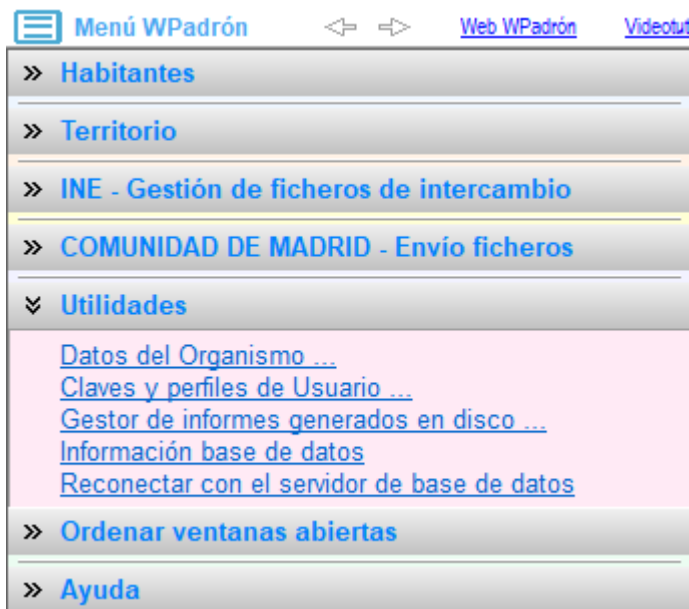 Menú WPadrón Web WPadrón
» Habitantes
» Territorio
» INE - Gestión de ficheros de intercambio
» COMUNIDAD DE MADRID - Envío ficheros
Utilidades
Datos del Organismo ...
Claves y perfiles de Usuario ...
Gestor de informes generados en disco ...
Información base de datos
Reconectar con el servidor de base de datos
» Ordenar ventanas abiertas
» Ayuda